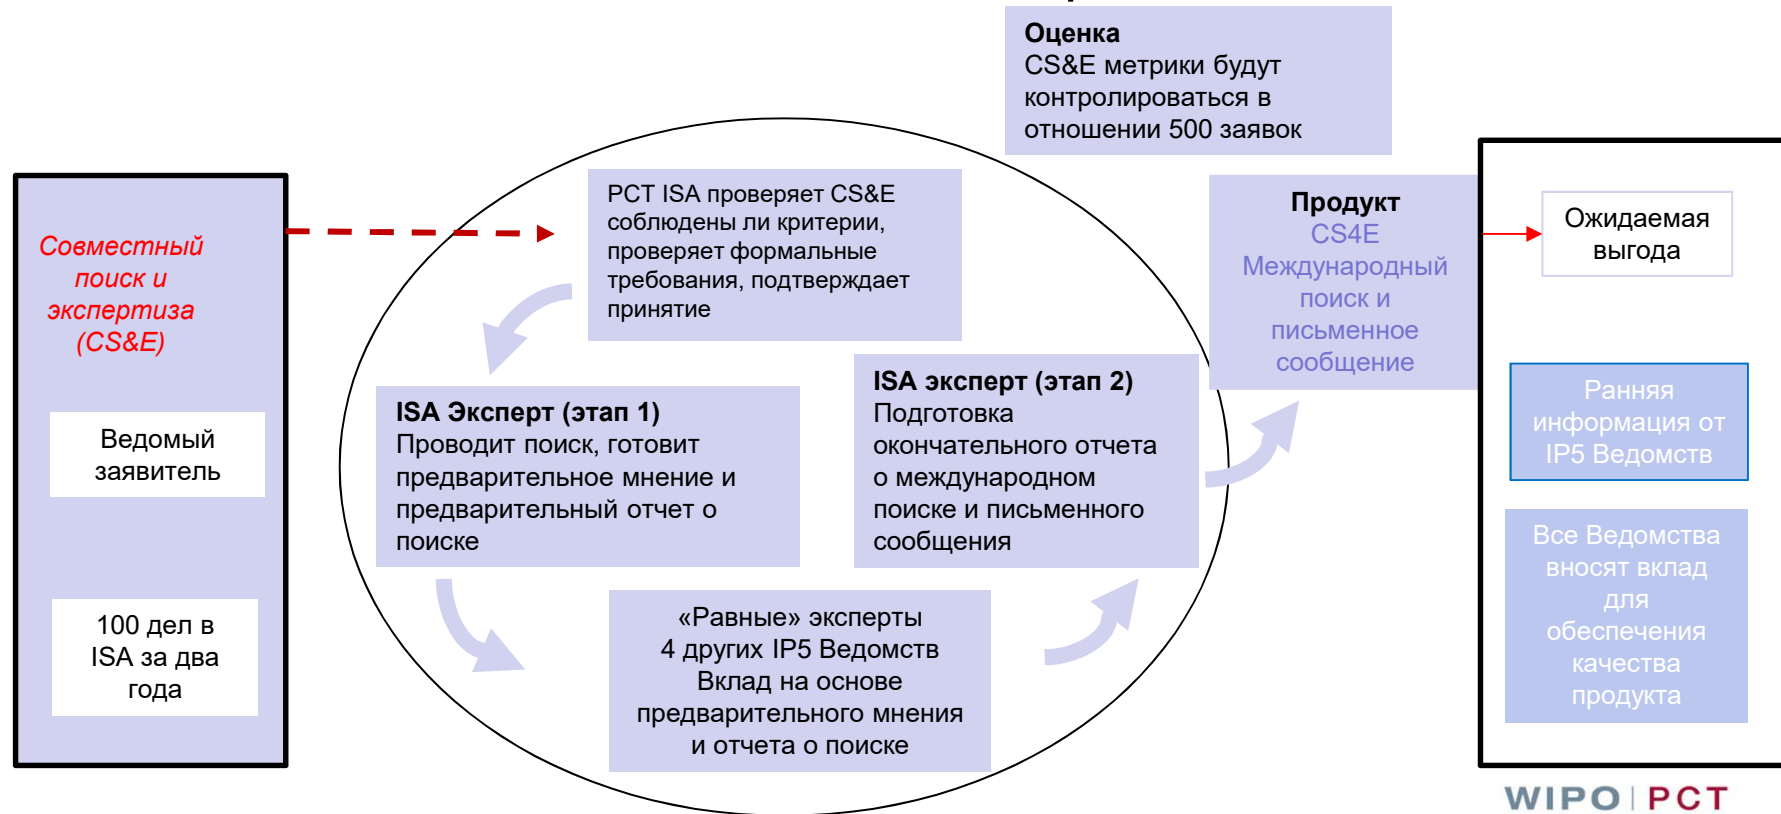 Оценка
CS&E метрики будут
контролироваться в
отношении 500 заявок
Совместный
поиск и
экспертиза
(CS&E)
Ведомый
заявитель
100 дел в
ISA за два
года
PCT ISA проверяет CS&E
соблюдены ли критерии,
проверяет формальные
требования, подтверждает
принятие
ISA Эксперт (этап 1)
Проводит поиск, готовит
предварительное мнение и
предварительный отчет о
поиске
«Равные» эксперты
4 других IP5 Ведомств
Вклад на основе
предварительного мнения
и отчета о поиске
ISA эксперт (этап 2)
Подготовка
окончательного отчета
о международном
поиске и письменного
сообщения
Продукт
CS4E
Международный
поиск и
письменное
сообщение
Ожидаемая
выгода
Ранняя
информация от
IP5 Ведомств
Все Ведомства
вносят вклад
для
обеспечения
качества
продукта
WIPO | PCT